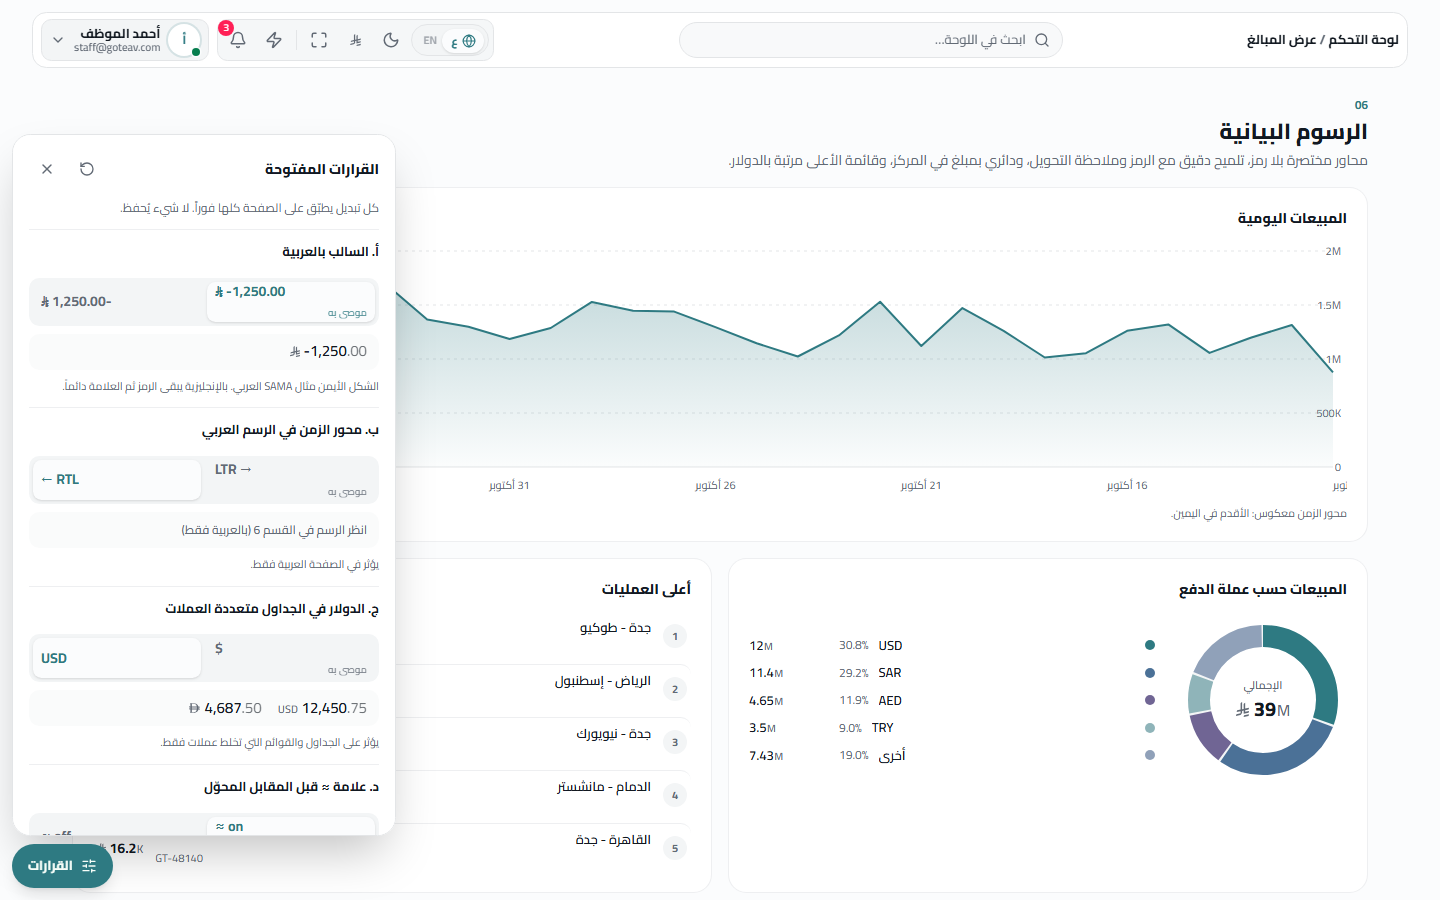 لوحة التحكم / عرض المبالغ
ابحث في اللوحة...
ع
EN
3
أ
أحمد الموظف
staff@goteav.com
06
الرسوم البيانية
محاور مختصرة بلا رمز، تلميح دقيق مع الرمز وملاحظة التحويل، ودائري بمبلغ في المركز، وقائمة الأعلى مرتبة بالدولار.
المبيعات اليومية
2M
1.5M
1M
500K
0
16 أكتوبر
21 أكتوبر
26 أكتوبر
31 أكتوبر
محور الزمن معكوس: الأقدم في اليمين.
المبيعات حسب عملة الدفع
الإجمالي
39M
USD 30.8% 12M
SAR 29.2% 11.4M
AED 11.9% 4.65M
TRY 9.0% 3.5M
أخرى 19.0% 7.43M
أعلى العمليات
1 جدة - طوكيو
2 الرياض - إسطنبول
3 جدة - نيويورك
4 الدمام - مانشستر
5 القاهرة - جدة
GT-48140
16.2K
القرارات المفتوحة
كل تبديل يطبّق على الصفحة كلها فوراً. لا شيء يُحفظ.
أ. السالب بالعربية
-1,250.00
موصى به
1,250.00-
-1,250.00
الشكل الأيمن مثال SAMA العربي. بالإنجليزية يبقى الرمز ثم العلامة دائماً.
ب. محور الزمن في الرسم العربي
LTR →
موصى به
← RTL
انظر الرسم في القسم 6 (بالعربية فقط)
يؤثر في الصفحة العربية فقط.
ج. الدولار في الجداول متعددة العملات
$
موصى به
USD
USD 12,450.75
4,687.50
يؤثر على الجداول والقوائم التي تخلط عملات فقط.
د. علامة ≈ قبل المقابل المحوّل
≈ on
القرارات